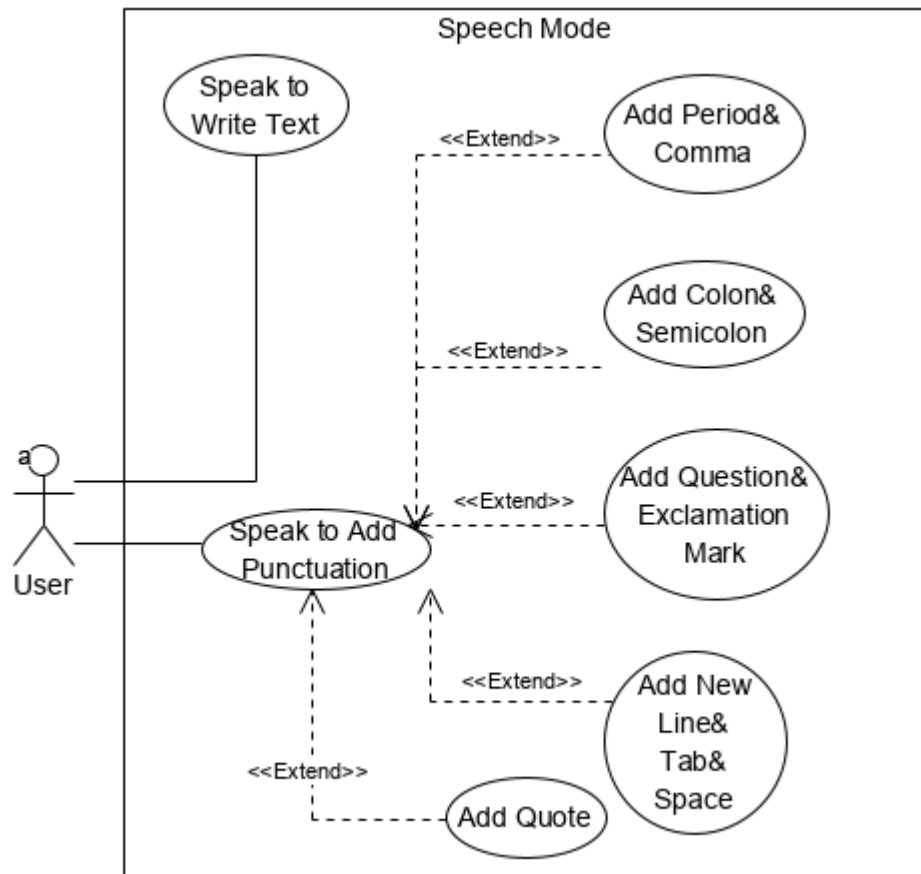 Speech Mode
Speak to
Write Text
<<Extend>>
Add Period&
Comma
<<Extend>>
Add Colon&
Semicolon
a
User
Speak to Add
Punctuation
<<Extend>>
Add Question&
Exclamation
Mark
<<Extend>>
Add New
Line&
Tab&
Space
<<Extend>>
Add Quote